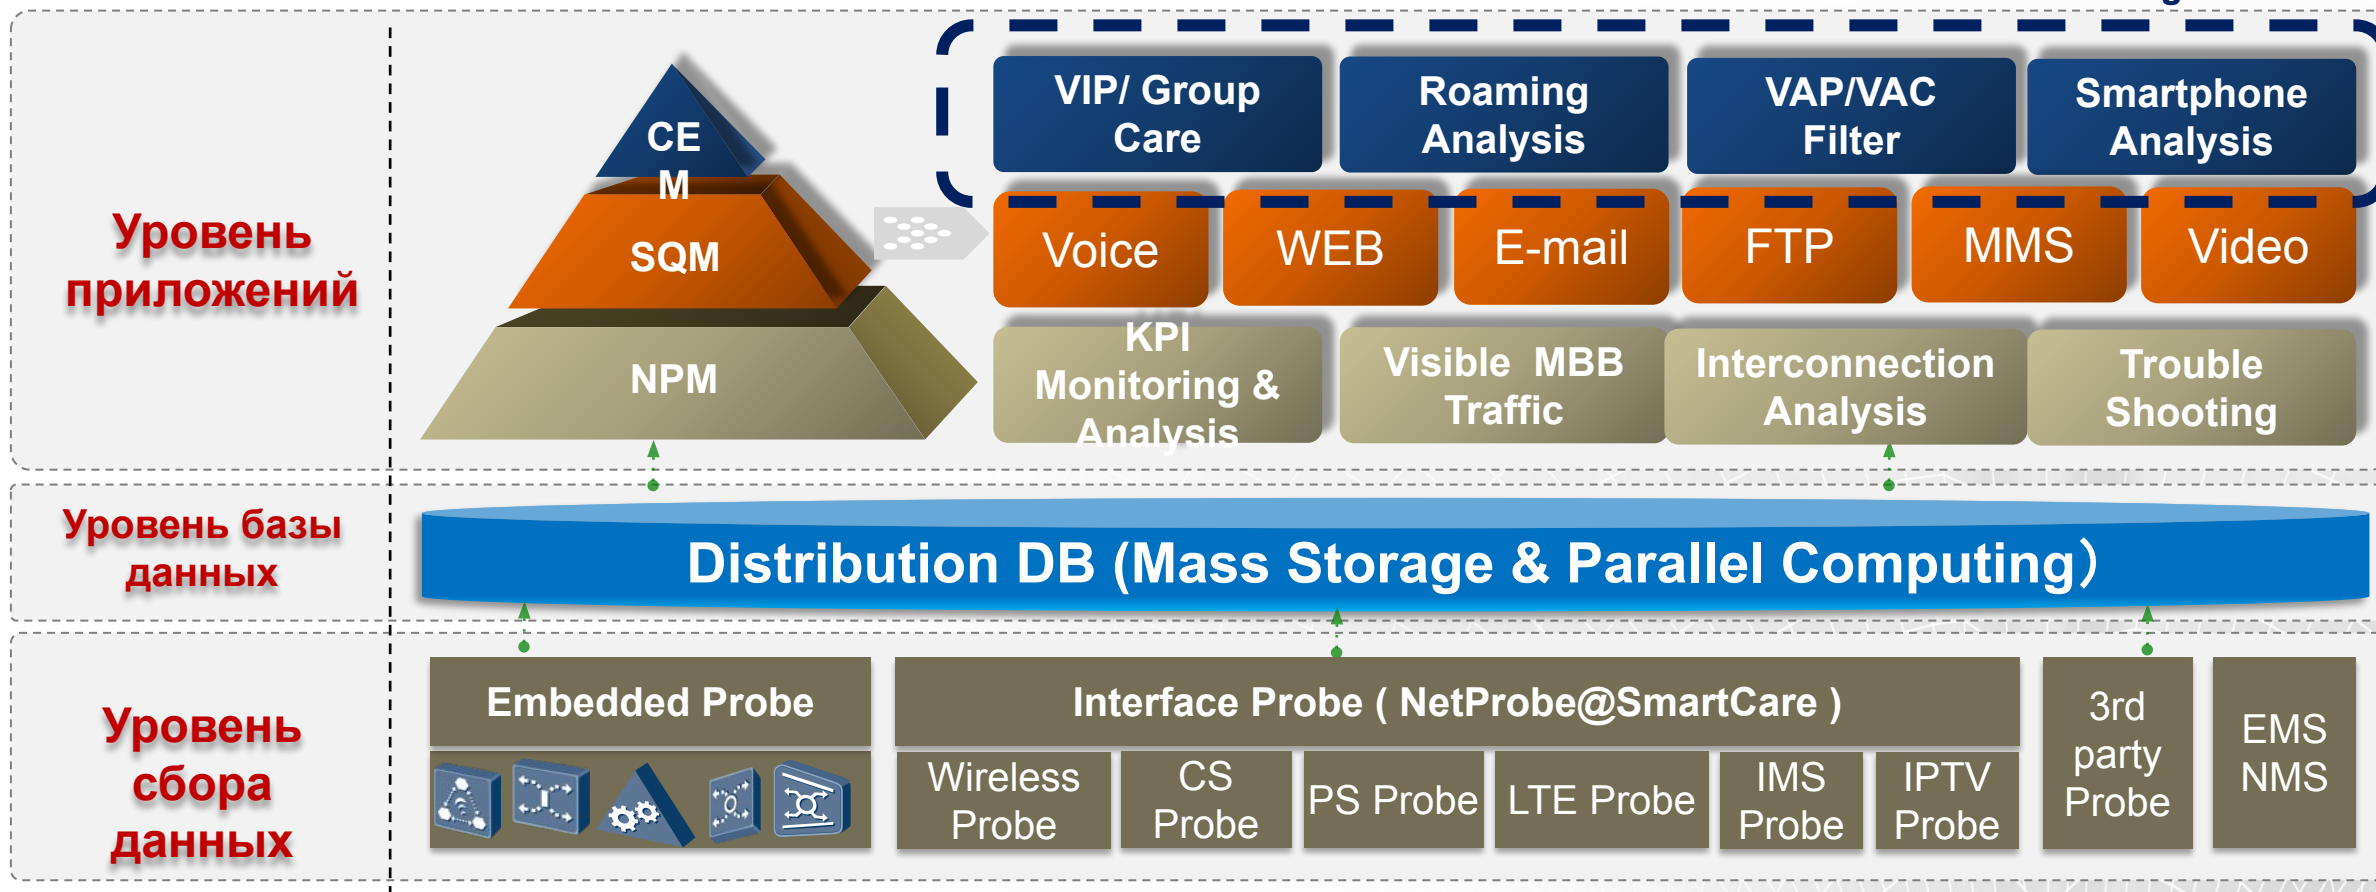 Уровень
приложений
CE
M
SQM
NPM
VIP/ Group
Care
Roaming
Analysis
VAP/VAC
Filter
Smartphone
Analysis
Voice
WEB
E-mail
FTP
MMS
Video
KPI
Monitoring &
Analysis
Visible MBB
Traffic
Interconnection
Analysis
Trouble
Shooting
Уровень базы
данных
Distribution DB (Mass Storage & Parallel Computing）
Уровень
сбора
данных
Embedded Probe
Interface Probe ( NetProbe@SmartCare )
Wireless
Probe
CS
Probe
PS Probe
LTE Probe
IMS
Probe
IPTV
Probe
3rd
party
Probe
EMS
NMS